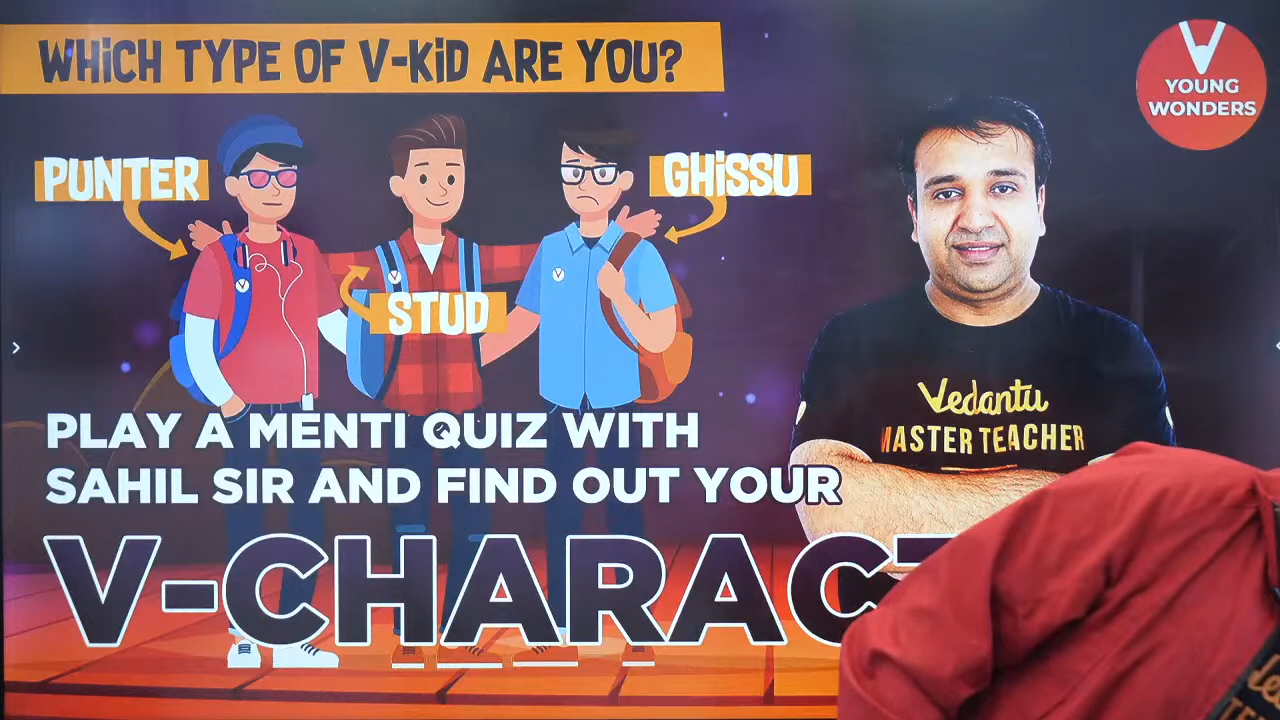 WHiCH TYPE OF V-KiD ARE YOU?
V
YOUNG
WONDERS
PUNTER
GHiSSU
STUD
V
V
Vedantu
MASTER TEACHER
PLAY A MENTI QUIZ WITH
SAHIL SIR AND FIND OUT YOUR
V-CHARAC